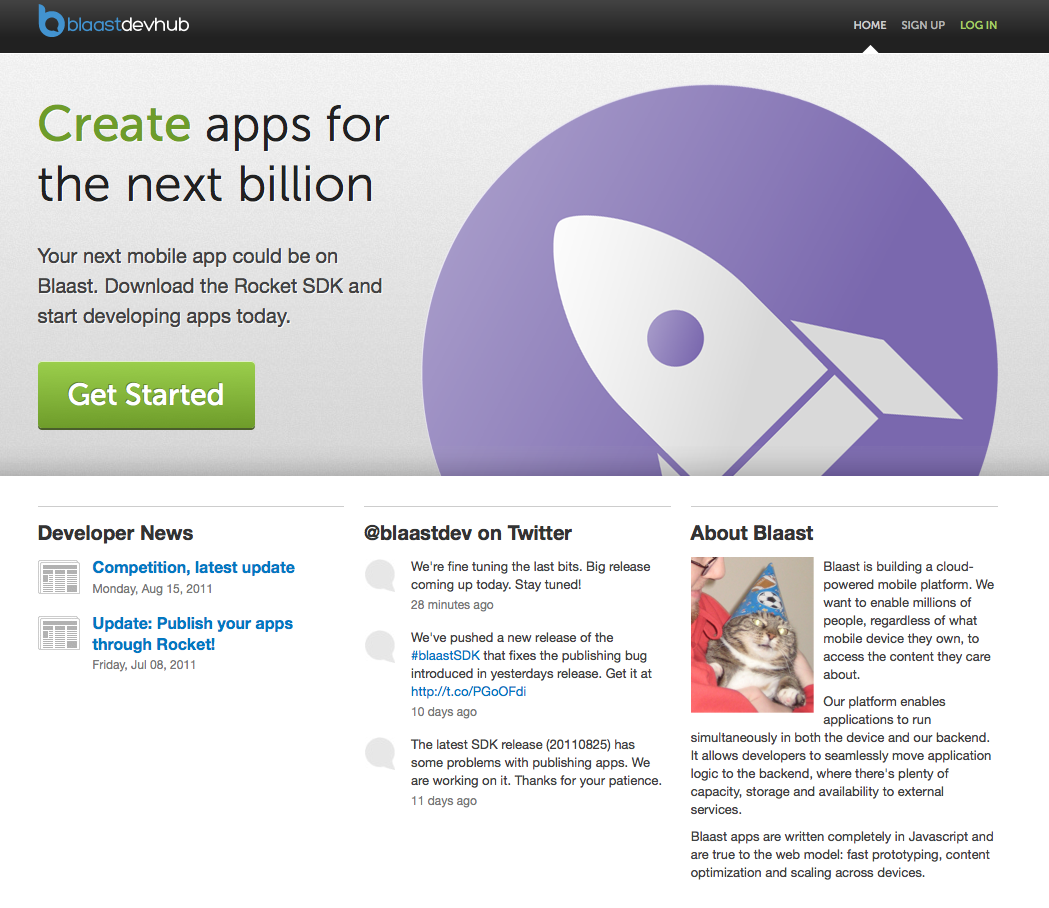 blaastdevhub
HOME SIGN UP LOG IN
Create apps for
the next billion
Your next mobile app could be on
Blaast. Download the Rocket SDK and
start developing apps today.
Get Started
Developer News
Competition, latest update
Monday, Aug 15, 2011
Update: Publish your apps
through Rocket!
Friday, Jul 08, 2011
@blaastdev on Twitter
We're fine tuning the last bits. Big release
coming up today. Stay tuned!
28 minutes ago
We've pushed a new release of the
#blaastSDK that fixes the publishing bug
introduced in yesterdays release. Get it at
http://t.co/PGoOFdi
10 days ago
The latest SDK release (20110825) has
some problems with publishing apps. We
are working on it. Thanks for your patience.
11 days ago
About Blaast
Blaast is building a cloud-
powered mobile platform. We
want to enable millions of
people, regardless of what
mobile device they own, to
access the content they care
about.
Our platform enables
applications to run
simultaneously in both the device and our backend.
It allows developers to seamlessly move application
logic to the backend, where there's plenty of
capacity, storage and availability to external
services.
Blaast apps are written completely in Javascript and
are true to the web model: fast prototyping, content
optimization and scaling across devices.